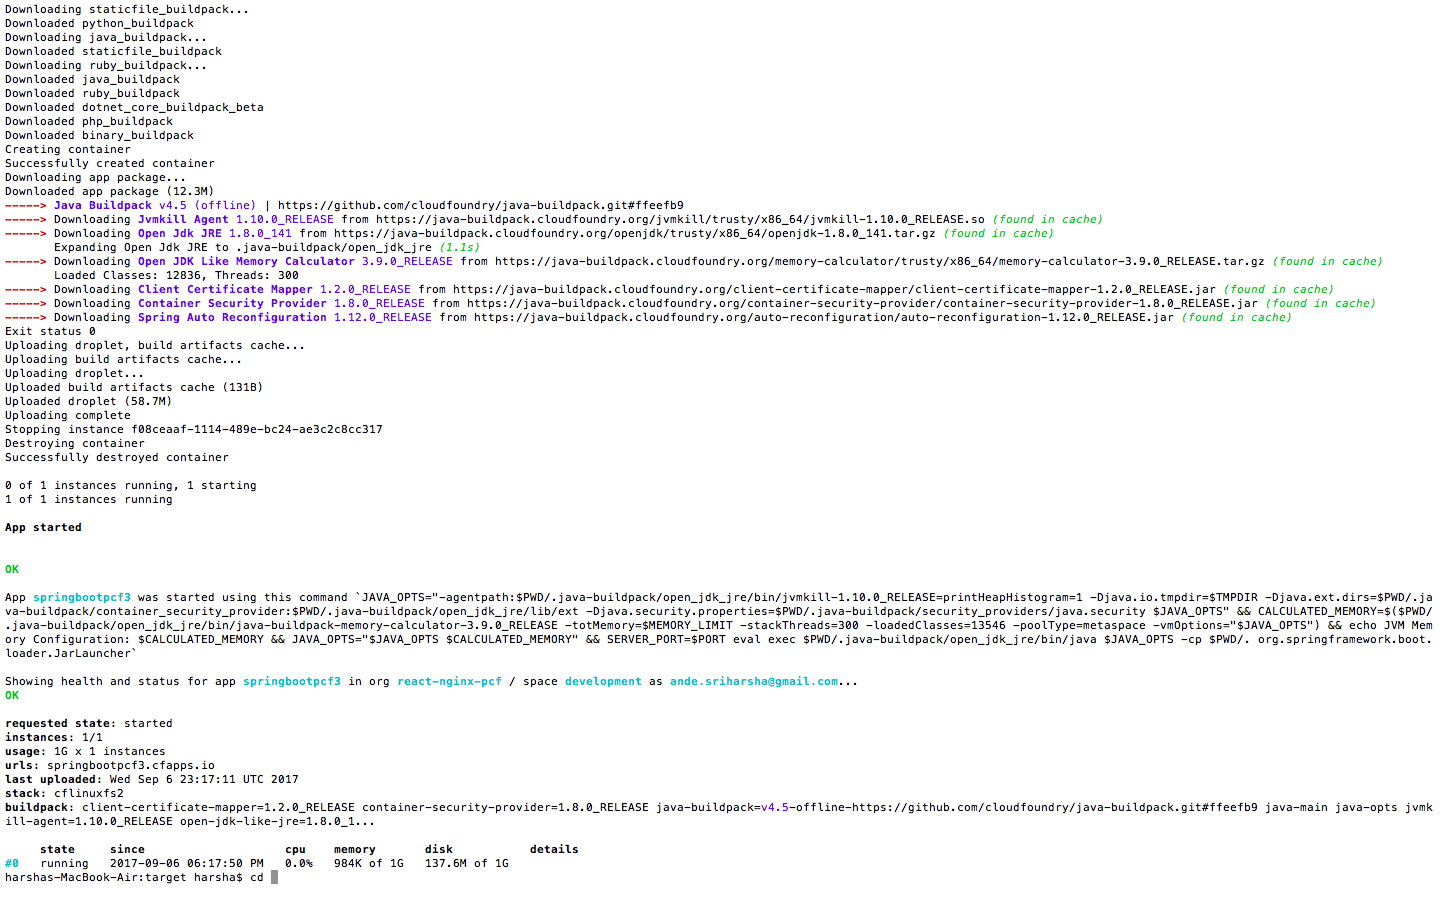 Downloading staticfile_buildpack...
Downloaded python_buildpack
Downloading java_buildpack...
Downloaded staticfile_buildpack
Downloading ruby_buildpack...
Downloaded java_buildpack
Downloaded ruby_buildpack
Downloaded dotnet_core_buildpack_beta
Downloaded php_buildpack
Downloaded binary_buildpack
Creating container
Successfully created container
Downloading app package...
Downloaded app package (12.3M)
-----> Java Buildpack v4.5 (offline) | https://github.com/cloudfoundry/java-buildpack.git#ffeefb9
-----> Downloading Jvmkill Agent 1.10.0_RELEASE from https://java-buildpack.cloudfoundry.org/jvmkill/trusty/x86_64/jvmkill-1.10.0_RELEASE.so (found in cache)
-----> Downloading Open Jdk JRE 1.8.0_141 from https://java-buildpack.cloudfoundry.org/openjdk/trusty/x86_64/openjdk-1.8.0_141.tar.gz (found in cache)
       Expanding Open Jdk JRE to .java-buildpack/open_jdk_jre (1.1s)
-----> Downloading Open JDK Like Memory Calculator 3.9.0_RELEASE from https://java-buildpack.cloudfoundry.org/memory-calculator/trusty/x86_64/memory-calculator-3.9.0_RELEASE.tar.gz (found in cache)
       Loaded Classes: 12836, Threads: 300
-----> Downloading Client Certificate Mapper 1.2.0_RELEASE from https://java-buildpack.cloudfoundry.org/client-certificate-mapper/client-certificate-mapper-1.2.0_RELEASE.jar (found in cache)
-----> Downloading Container Security Provider 1.8.0_RELEASE from https://java-buildpack.cloudfoundry.org/container-security-provider/container-security-provider-1.8.0_RELEASE.jar (found in cache)
-----> Downloading Spring Auto Reconfiguration 1.12.0_RELEASE from https://java-buildpack.cloudfoundry.org/auto-reconfiguration/auto-reconfiguration-1.12.0_RELEASE.jar (found in cache)
Exit status 0
Uploading droplet, build artifacts cache...
Uploading build artifacts cache...
Uploading droplet...
Uploaded build artifacts cache (131B)
Uploaded droplet (58.7M)
Uploading complete
Stopping instance f08ceaaf-1114-489e-bc24-ae3c2c8cc317
Destroying container
Successfully destroyed container

0 of 1 instances running, 1 starting
1 of 1 instances running

App started

OK

App springbootpcf3 was started using this command `JAVA_OPTS="-agentpath:$PWD/.java-buildpack/open_jdk_jre/bin/jvmkill-1.10.0_RELEASE=printHeapHistogram=1 -Djava.io.tmpdir=$TMPDIR -Djava.ext.dirs=$PWD/.ja
va-buildpack/container_security_provider:$PWD/.java-buildpack/open_jdk_jre/lib/ext -Djava.security.properties=$PWD/.java-buildpack/security_providers/java.security $JAVA_OPTS" && CALCULATED_MEMORY=$($PWD/
.java-buildpack/open_jdk_jre/bin/java-buildpack-memory-calculator-3.9.0_RELEASE -totMemory=$MEMORY_LIMIT -stackThreads=300 -loadedClasses=13546 -poolType=metaspace -vmOptions="$JAVA_OPTS") && echo JVM Mem
ory Configuration: $CALCULATED_MEMORY && JAVA_OPTS="$JAVA_OPTS $CALCULATED_MEMORY" && SERVER_PORT=$PORT eval exec $PWD/.java-buildpack/open_jdk_jre/bin/java $JAVA_OPTS -cp $PWD/. org.springframework.boot.
loader.JarLauncher`

Showing health and status for app springbootpcf3 in org react-nginx-pcf / space development as ande.sriharsha@gmail.com...
OK

requested state: started
instances: 1/1
usage: 1G x 1 instances
urls: springbootpcf3.cfapps.io
last uploaded: Wed Sep 6 23:17:11 UTC 2017
stack: cflinuxfs2
buildpack: client-certificate-mapper=1.2.0_RELEASE container-security-provider=1.8.0_RELEASE java-buildpack=v4.5-offline-https://github.com/cloudfoundry/java-buildpack.git#ffeefb9 java-main java-opts jvmk
ill-agent=1.10.0_RELEASE open-jdk-like-jre=1.8.0_1...

     state     since                    cpu    memory       disk           details
#0   running   2017-09-06 06:17:50 PM   0.0%   984K of 1G   137.6M of 1G
harshas-MacBook-Air:target harsha$ cd